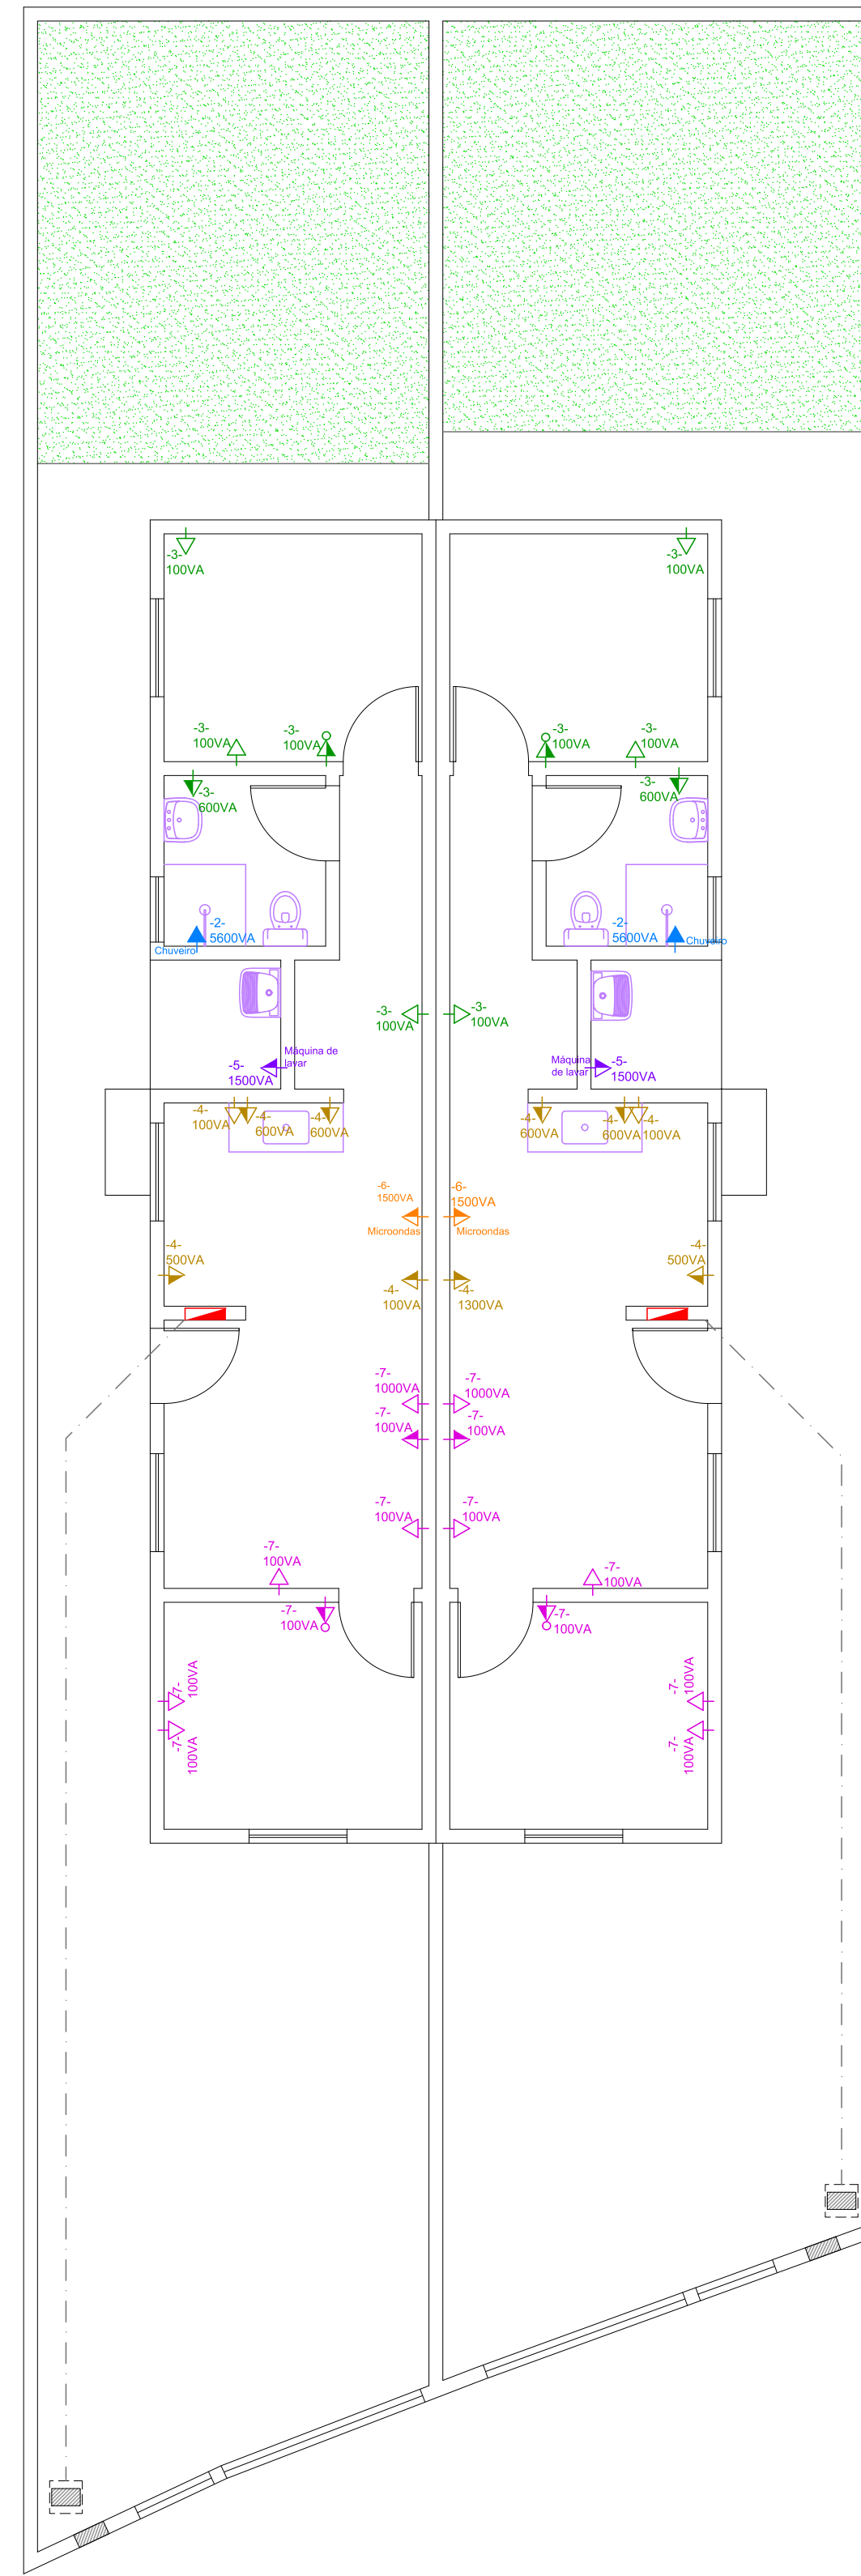 -3-
100VA
-3-
100VA
-3-
100VA
-3-
100VA
-3-
100VA
-3-
100VA
-3-
600VA
-3-
600VA
-2-
5600VA
Chuveiro
-2-
5600VA
Chuveiro
-3-
100VA
-3-
100VA
Máquina de
lavar
-5-
1500VA
Máquina
de lavar
-5-
1500VA
-4-
100VA
-4-
600VA
-4-
600VA
-4-
600VA
-4-
600VA
-4-
100VA
-6-
1500VA
Microondas
-6-
1500VA
Microondas
-4-
500VA
-4-
500VA
-4-
100VA
-4-
1300VA
-7-
1000VA
-7-
1000VA
-7-
100VA
-7-
100VA
-7-
100VA
-7-
100VA
-7-
100VA
-7-
100VA
-7-
100VA
-7-
100VA
-7-
100VA
-7-
100VA
-7-
100VA
-7-
100VA